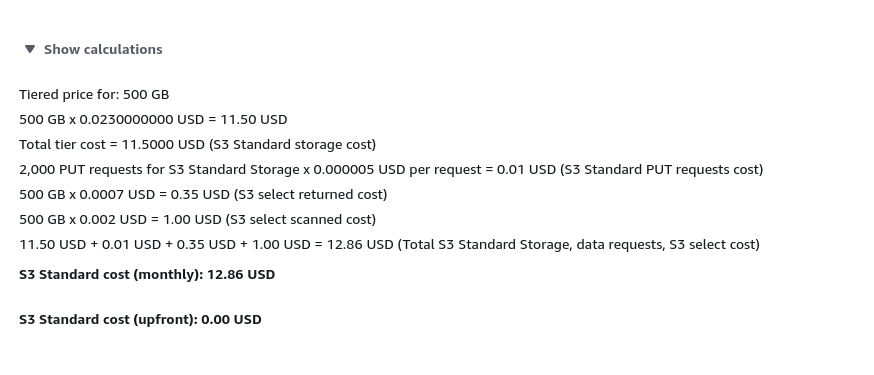 Show calculations
Tiered price for: 500 GB
500 GB x 0.0230000000 USD = 11.50 USD
Total tier cost = 11.5000 USD (S3 Standard storage cost)
2,000 PUT requests for S3 Standard Storage x 0.000005 USD per request = 0.01 USD (S3 Standard PUT requests cost)
500 GB x 0.0007 USD = 0.35 USD (S3 select returned cost)
500 GB x 0.002 USD = 1.00 USD (S3 select scanned cost)
11.50 USD + 0.01 USD + 0.35 USD + 1.00 USD = 12.86 USD (Total S3 Standard Storage, data requests, S3 select cost)
S3 Standard cost (monthly): 12.86 USD
S3 Standard cost (upfront): 0.00 USD